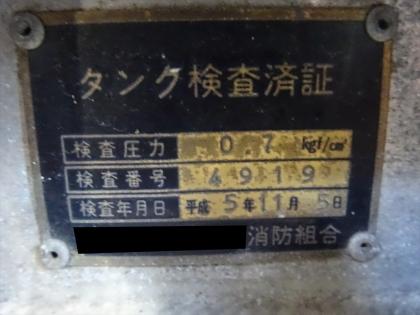 タンク検査済証
検査圧力 0 7 kgf/cm²
検査番号 4919
検査年月日 平成5年11月5日
消防組合